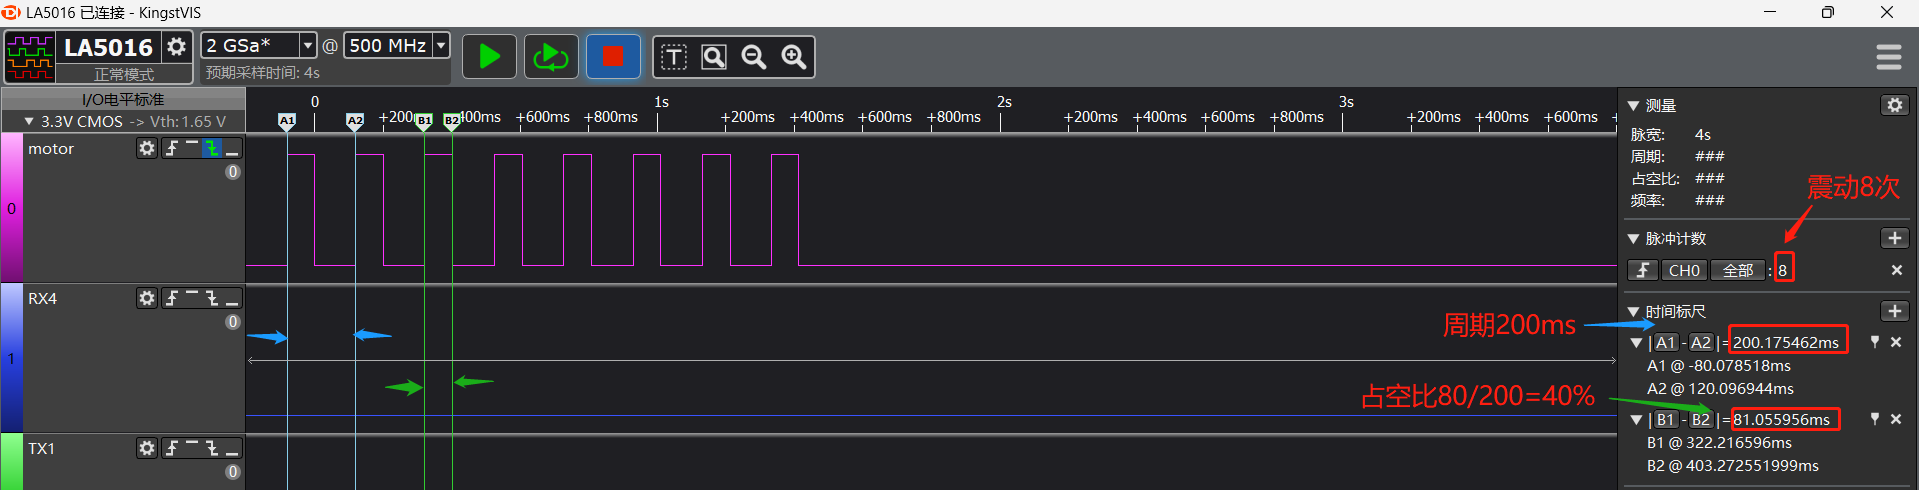 LA5016 已连接 - KingstVIS
LA5016
正常模式
2 GSa* @ 500 MHz
预期采样时间: 4s
I/O电平标准
3.3V CMOS -> Vth: 1.65 V
0 1s 2s 3s
A1 A2 +200 B1 B2 400ms +600ms +800ms +200ms +400ms +600ms +800ms +200ms +400ms +600ms +800ms +200ms +400ms +600ms
motor
0
0
RX4
0
1
TX1
0
测量
脉宽: 4s
周期: ###
占空比: ###
频率: ###
震动8次
脉冲计数
CH0 全部 : 8
时间标尺
周期200ms
|A1 - A2|=200.175462ms
A1 @ -80.078518ms
A2 @ 120.096944ms
占空比80/200=40%
|B1 - B2|=81.055956ms
B1 @ 322.216596ms
B2 @ 403.272551999ms